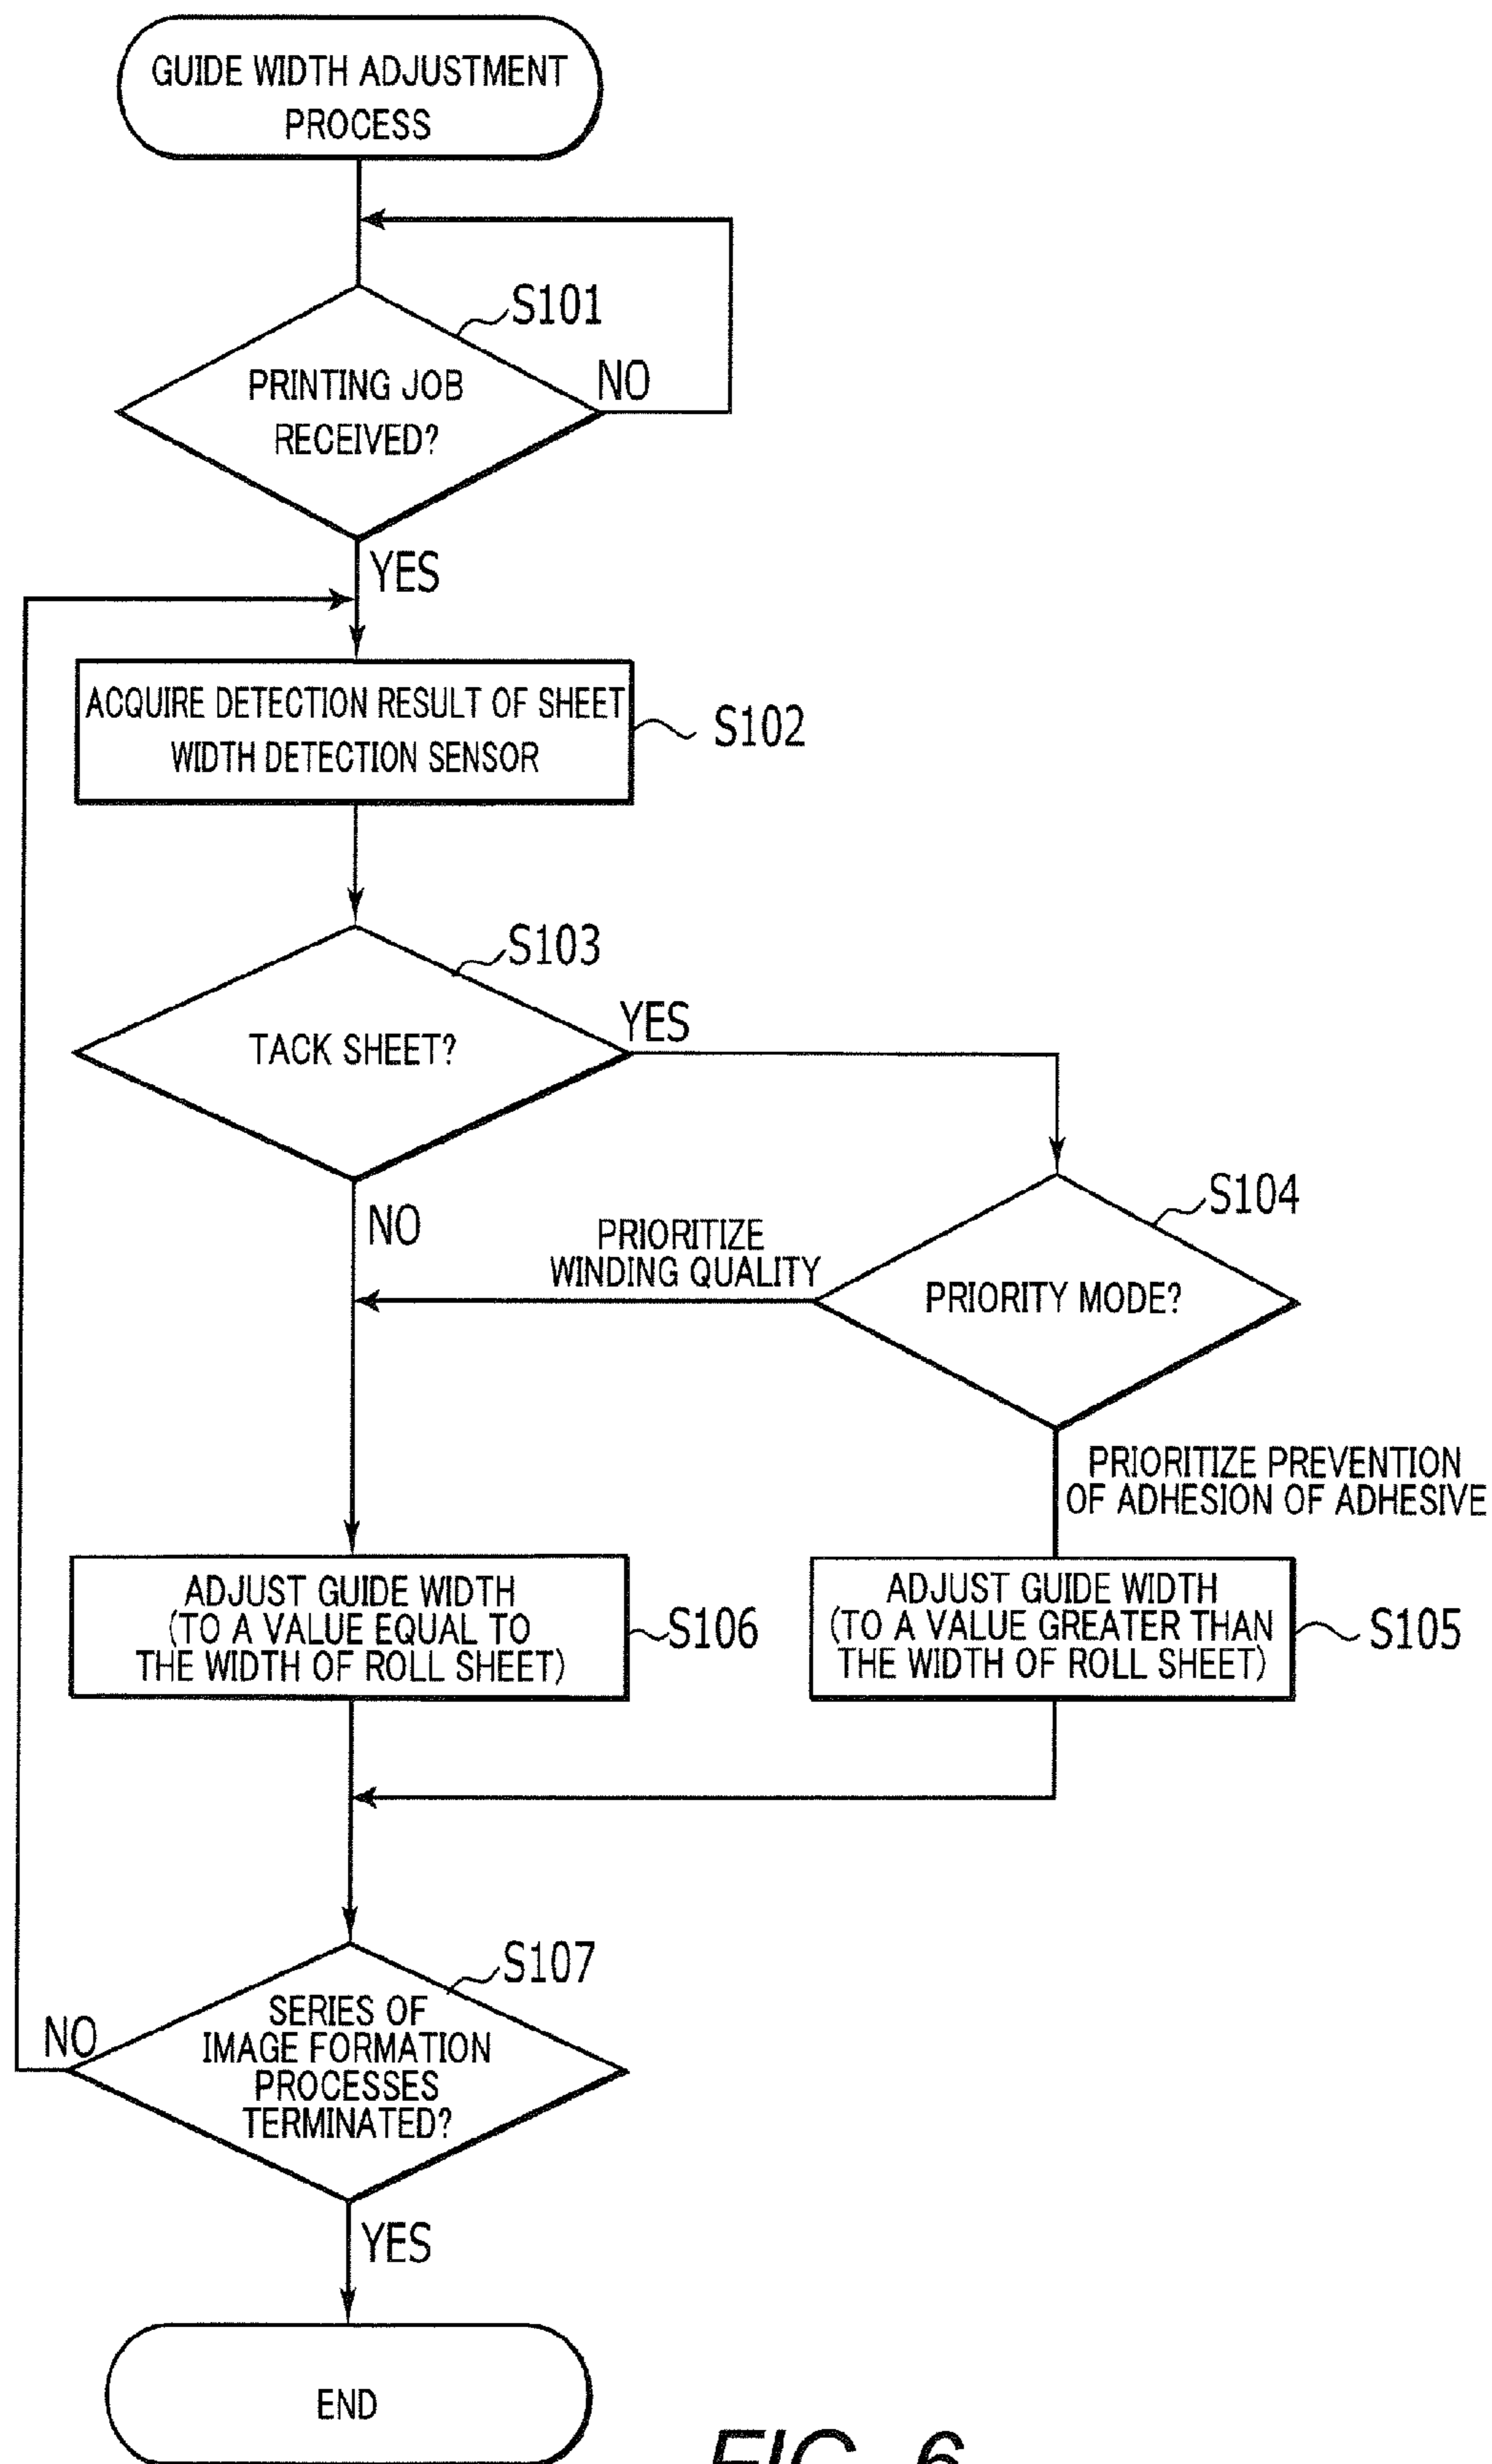 GUIDE WIDTH ADJUSTMENT
PROCESS
S101
PRINTING JOB
RECEIVED?
NO
YES
ACQUIRE DETECTION RESULT OF SHEET
WIDTH DETECTION SENSOR
S102
S103
TACK SHEET?
YES
NO
S104
PRIORITY MODE?
PRIORITIZE
WINDING QUALITY
PRIORITIZE PREVENTION
OF ADHESION OF ADHESIVE
ADJUST GUIDE WIDTH
(TO A VALUE EQUAL TO
THE WIDTH OF ROLL SHEET)
S106
ADJUST GUIDE WIDTH
(TO A VALUE GREATER THAN
THE WIDTH OF ROLL SHEET)
S105
S107
SERIES OF
IMAGE FORMATION
PROCESSES
TERMINATED?
NO
YES
END
FIG. 6